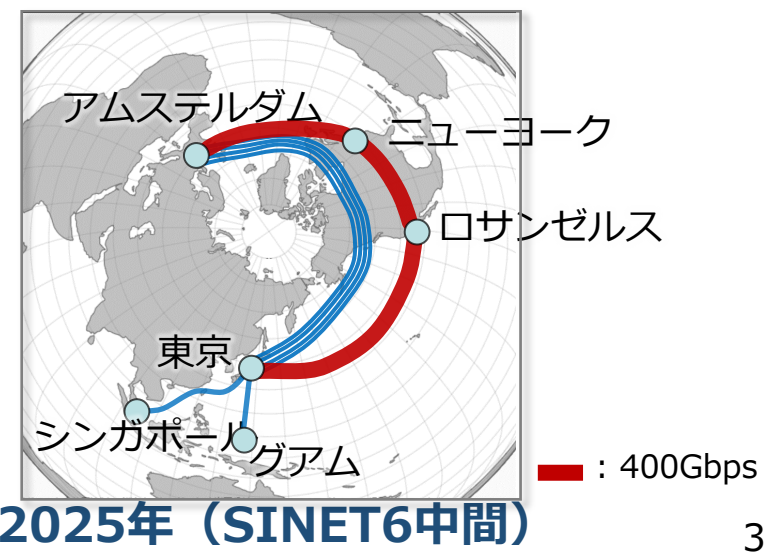 アムステルダム
ニューヨーク
ロサンゼルス
東京
シンガポール
グアム
: 400Gbps
2025年（SINET6中間）
3